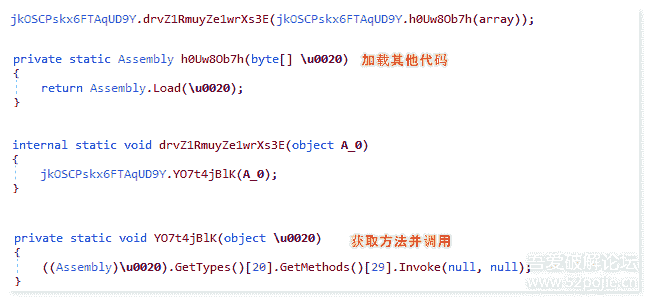 jkOSCPskx6FTAqUD9Y.drvZ1RmuyZe1wrXs3E(jkOSCPskx6FTAqUD9Y.h0Uw8Ob7h(array));
private static Assembly h0Uw8Ob7h(byte[] \u0020) 加载其他代码
{
return Assembly.Load(\u0020);
}
internal static void drvZ1RmuyZe1wrXs3E(object A_0)
{
jkOSCPskx6FTAqUD9Y.YO7t4jBlK(A_0);
}
private static void YO7t4jBlK(object \u0020) 获取方法并调用
{
((Assembly)\u0020).GetTypes()[20].GetMethods()[29].Invoke(null, null);
}
吾爱破解论坛
www.52pojie.cn